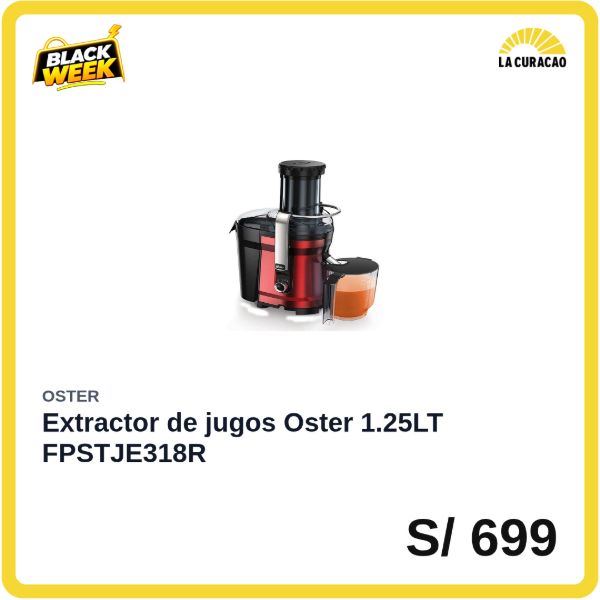 BLACK
WEEK
LA CURACAO
OSTER
Extractor de jugos Oster 1.25LT
FPSTJE318R
S/ 699